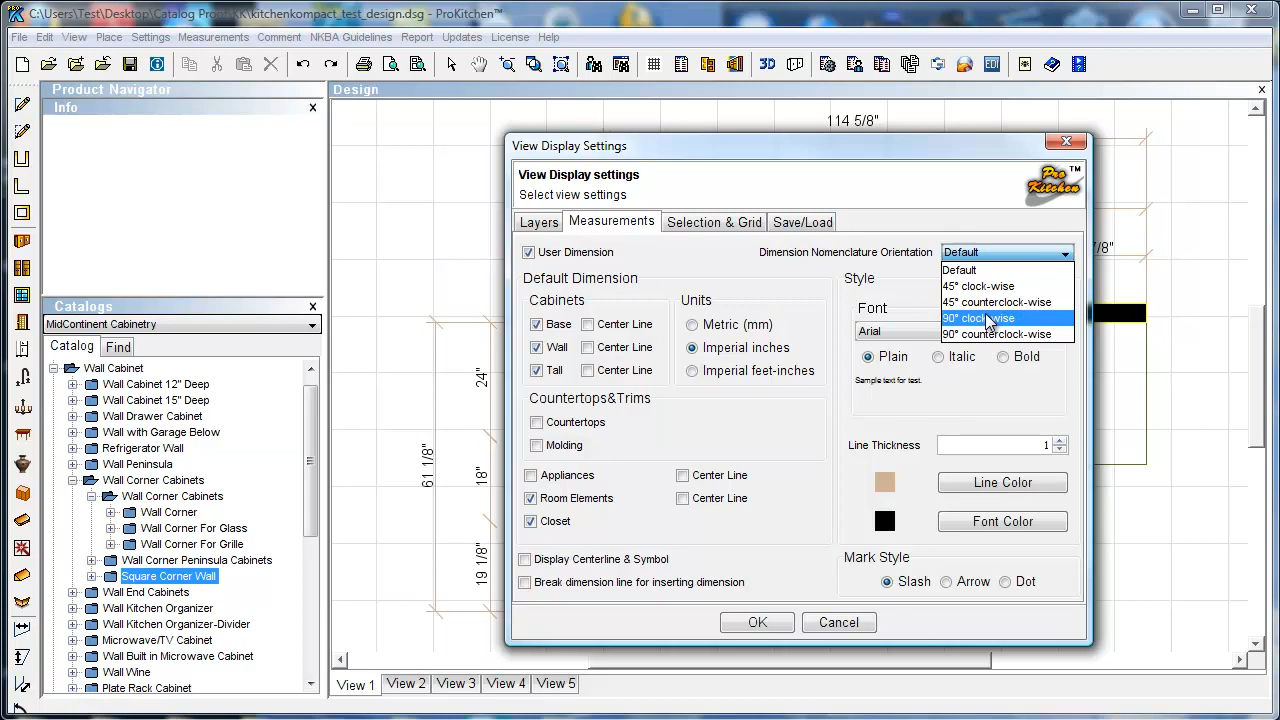 C:\Users\Test\Desktop\Catalog Proof\KK\kitchenkompact_test_design.dsg - ProKitchen™
File Edit View Place Settings Measurements Comment NKBA Guidelines Report Updates License Help
3D
Product Navigator
Info
Catalogs
MidContinent Cabinetry
Catalog Find
Wall Cabinet
Wall Cabinet 12" Deep
Wall Cabinet 15" Deep
Wall Drawer Cabinet
Wall with Garage Below
Refrigerator Wall
Wall Peninsula
Wall Corner Cabinets
Wall Corner Cabinets
Wall Corner
Wall Corner For Glass
Wall Corner For Grille
Wall Corner Peninsula Cabinets
Square Corner Wall
Wall End Cabinets
Wall Kitchen Organizer
Wall Kitchen Organizer-Divider
Microwave/TV Cabinet
Wall Built in Microwave Cabinet
Wall Wine
Plate Rack Cabinet
Design
114 5/8"
7/8"
24"
61 1/8"
18"
19 1/8"
View Display Settings
View Display settings
Select view settings
Pro Kitchen ™
Layers Measurements Selection & Grid Save/Load
User Dimension
Dimension Nomenclature Orientation Default
Default
45° clock-wise
45° counterclock-wise
90° clock-wise
90° counterclock-wise
Default Dimension
Cabinets
Base Center Line
Wall Center Line
Tall Center Line
Units
Metric (mm)
Imperial inches
Imperial feet-inches
Countertops&Trims
Countertops
Molding
Appliances Center Line
Room Elements Center Line
Closet
Display Centerline & Symbol
Break dimension line for inserting dimension
Style
Font
Arial
Plain Italic Bold
Sample text for test.
Line Thickness 1
Line Color
Font Color
Mark Style
Slash Arrow Dot
OK Cancel
View 1 View 2 View 3 View 4 View 5